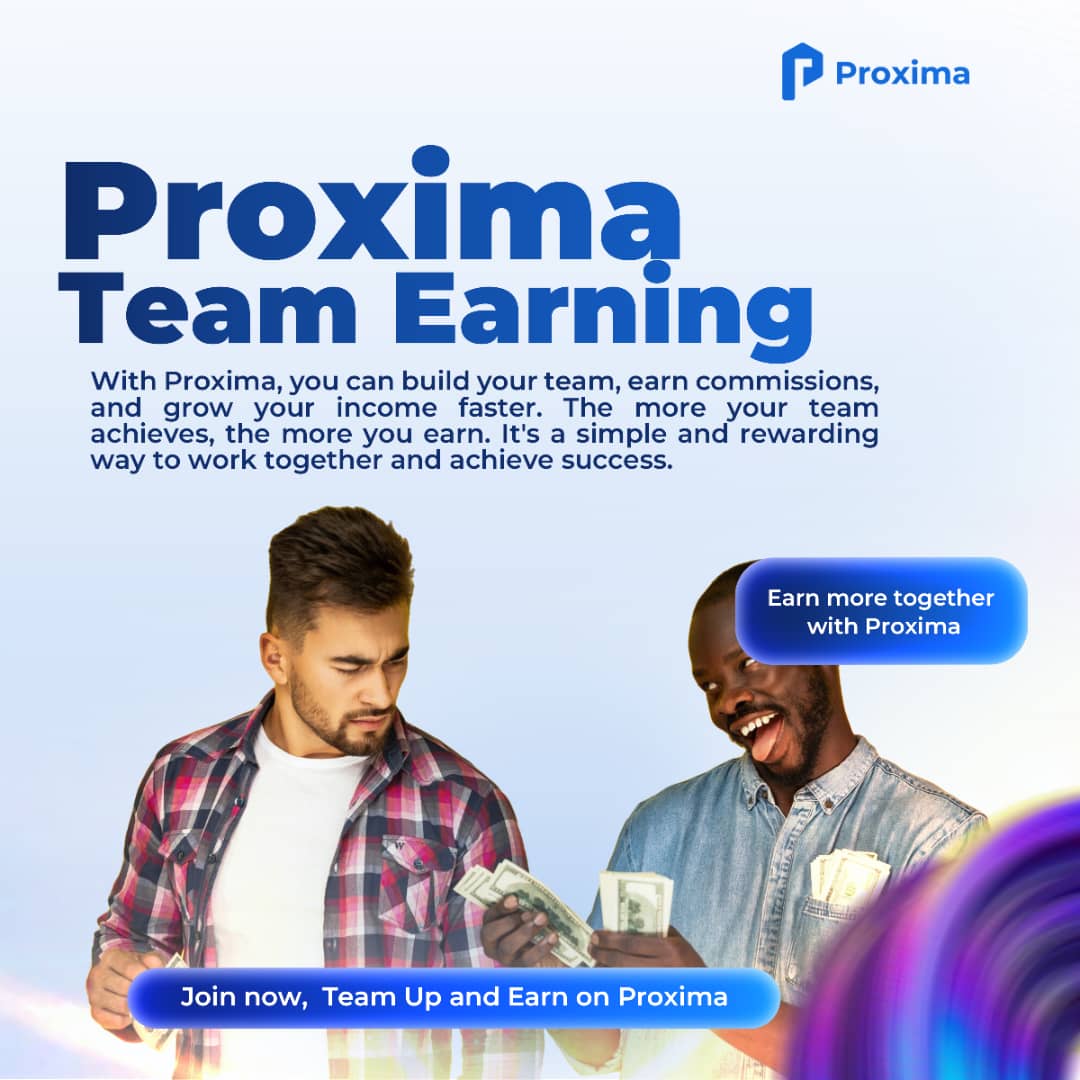 Proxima
Proxima
Team Earning
With Proxima, you can build your team, earn commissions,
and grow your income faster. The more your team
achieves, the more you earn. It's a simple and rewarding
way to work together and achieve success.
Earn more together
with Proxima
Join now, Team Up and Earn on Proxima